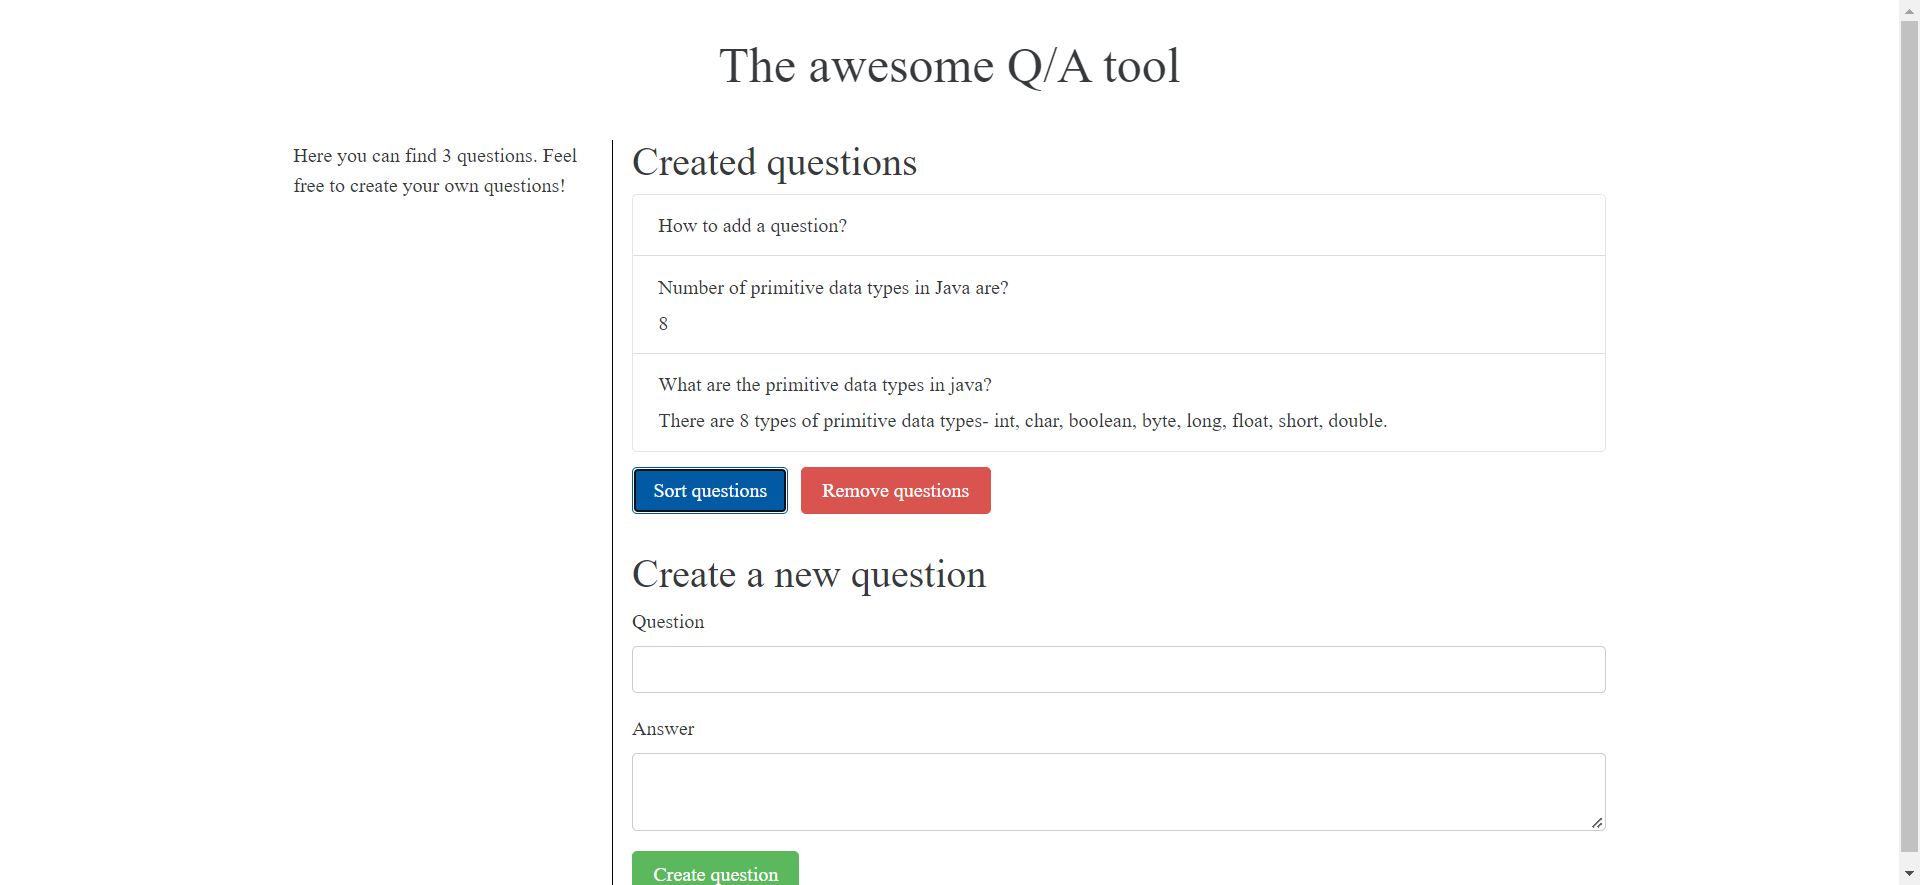 The awesome Q/A tool
Here you can find 3 questions. Feel
free to create your own questions!
Created questions
How to add a question?
Number of primitive data types in Java are?
8
What are the primitive data types in java?
There are 8 types of primitive data types- int, char, boolean, byte, long, float, short, double.
Sort questions Remove questions
Create a new question
Question
Answer
Create question